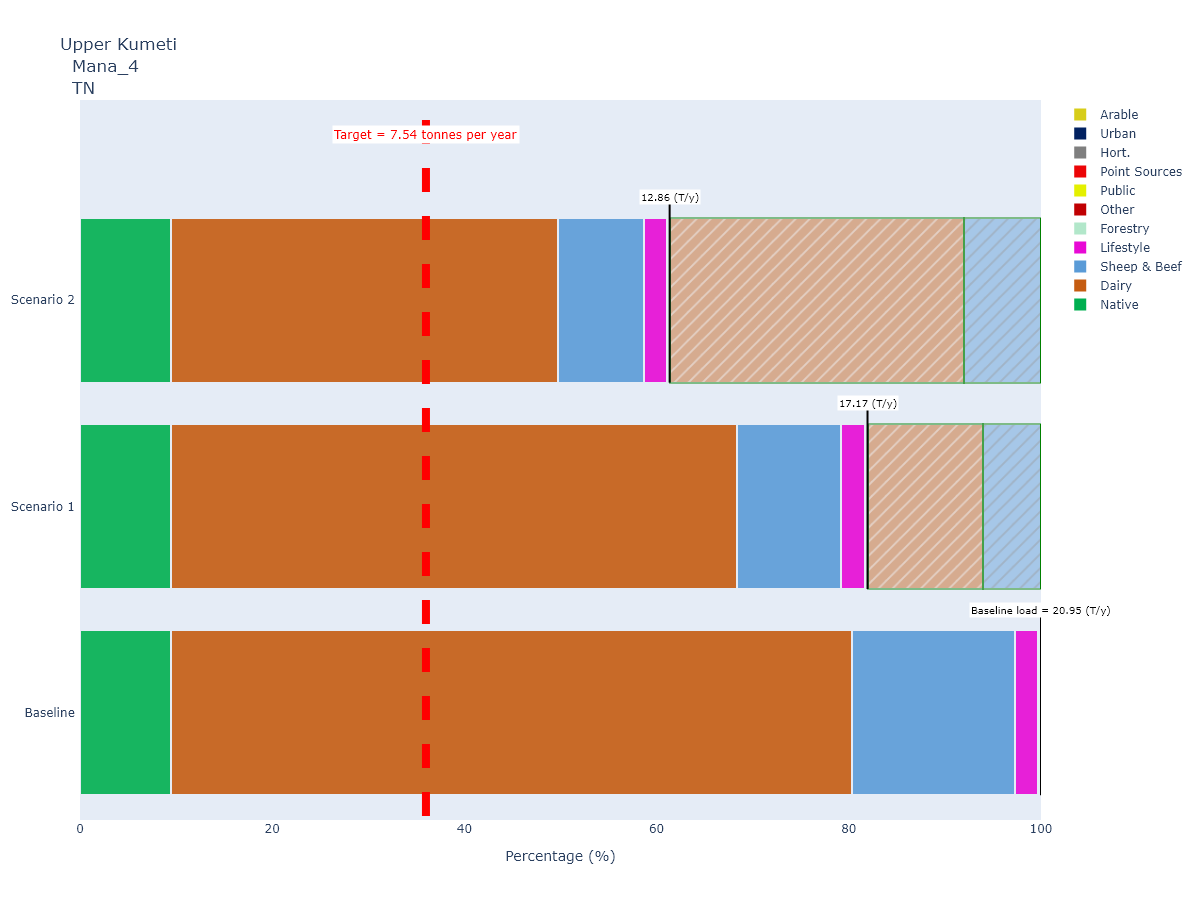 Upper Kumeti
Mana_4
TN
Target = 7.54 tonnes per year
12.86 (T/y)
Scenario 2
17.17 (T/y)
Scenario 1
Baseline load = 20.95 (T/y)
Baseline
0 20 40 60 80 100
Percentage (%)
Arable
Urban
Hort.
Point Sources
Public
Other
Forestry
Lifestyle
Sheep & Beef
Dairy
Native